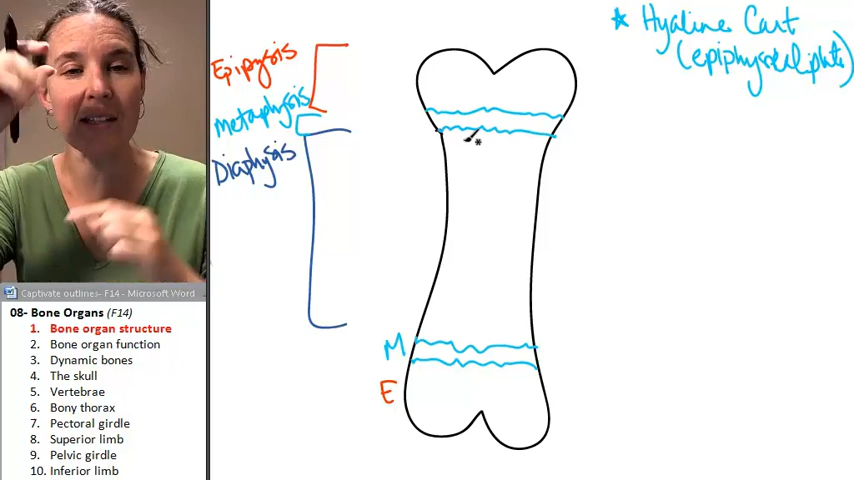 * Hyaline Cart
(epiphyseal plate)
Epipysis
metaphysis
Diaphysis
*
M
E
Captivate outlines- F14 - Microsoft Word
08- Bone Organs (F14)
1. Bone organ structure
2. Bone organ function
3. Dynamic bones
4. The skull
5. Vertebrae
6. Bony thorax
7. Pectoral girdle
8. Superior limb
9. Pelvic girdle
10. Inferior limb